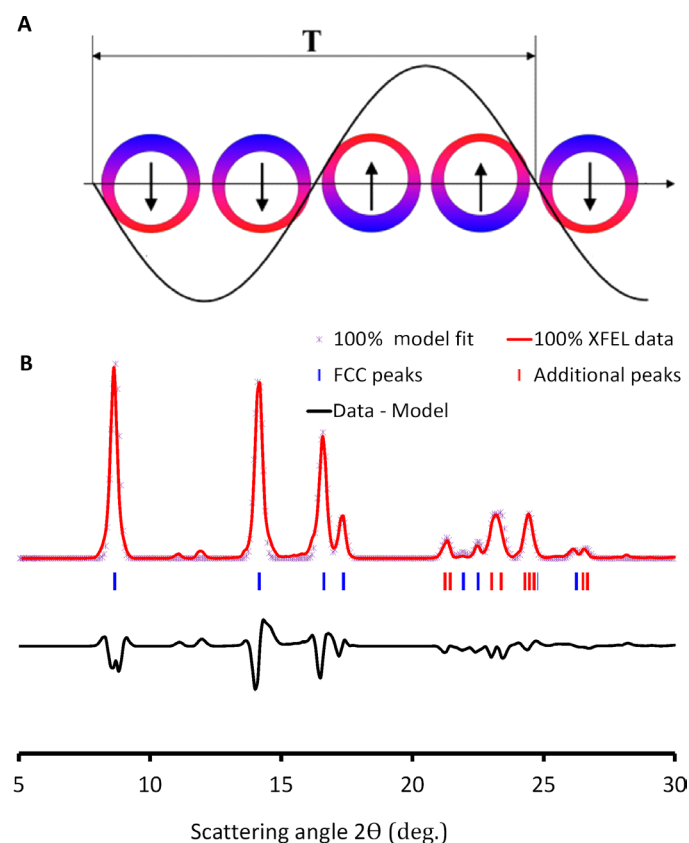 A
T
B
100% model fit
100% XFEL data
FCC peaks
Additional peaks
Data - Model
5 10 15 20 25 30
Scattering angle 2Θ (deg.)